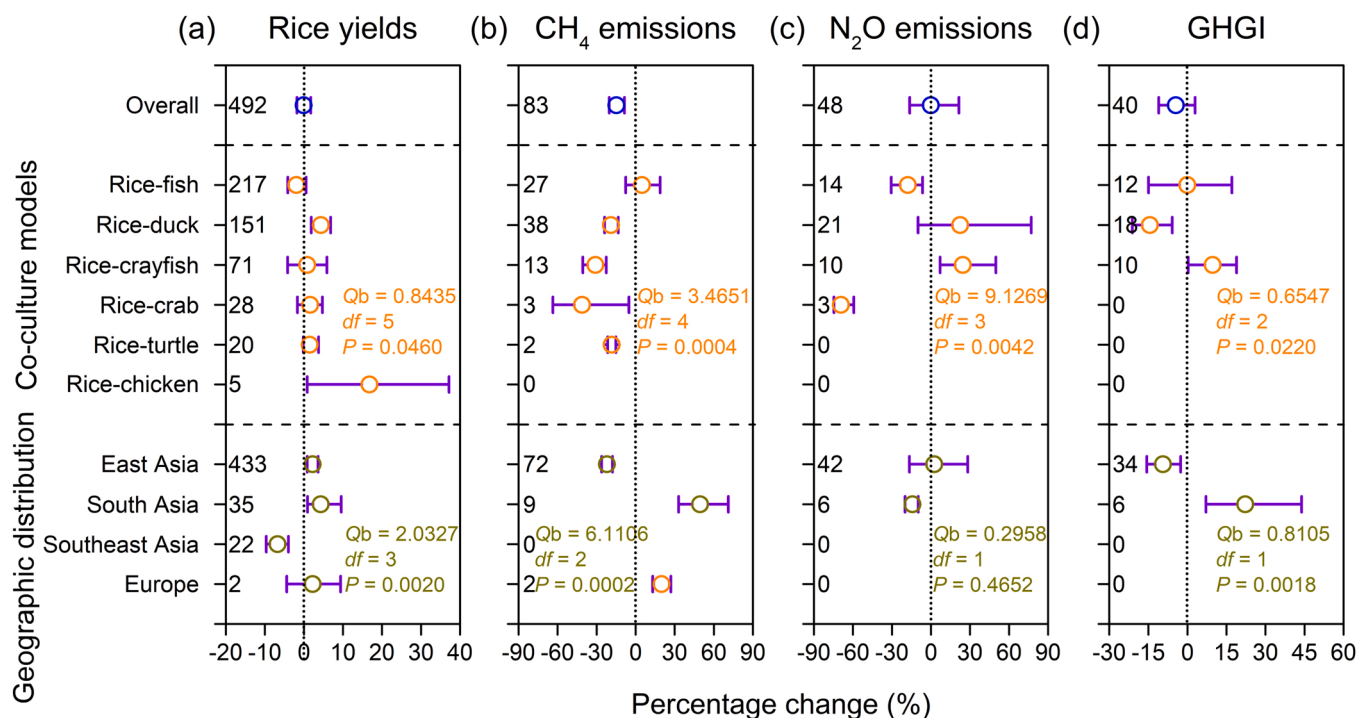 (a) Rice yields (b) CH4 emissions (c) N2O emissions (d) GHGI
Overall 492 83 48 40
Co-culture models
Rice-fish 217 27 14 12
Rice-duck 151 38 21 18
Rice-crayfish 71 13 10 10
Rice-crab 28 3 3 0
Rice-turtle 20 2 0 0
Rice-chicken 5 0 0 0
Qb = 0.8435
df = 5
P = 0.0460
Qb = 3.4651
df = 4
P = 0.0004
Qb = 9.1269
df = 3
P = 0.0042
Qb = 0.6547
df = 2
P = 0.0220
Geographic distribution
East Asia 433 72 42 34
South Asia 35 9 6 6
Southeast Asia 22 0 0 0
Europe 2 2 0 0
Qb = 2.0327
df = 3
P = 0.0020
Qb = 6.1106
df = 2
P = 0.0002
Qb = 0.2958
df = 1
P = 0.4652
Qb = 0.8105
df = 1
P = 0.0018
-20 -10 0 10 20 30 40 -90 -60 -30 0 30 60 90 -90 -60 -30 0 30 60 90 -30 -15 0 15 30 45 60
Percentage change (%)